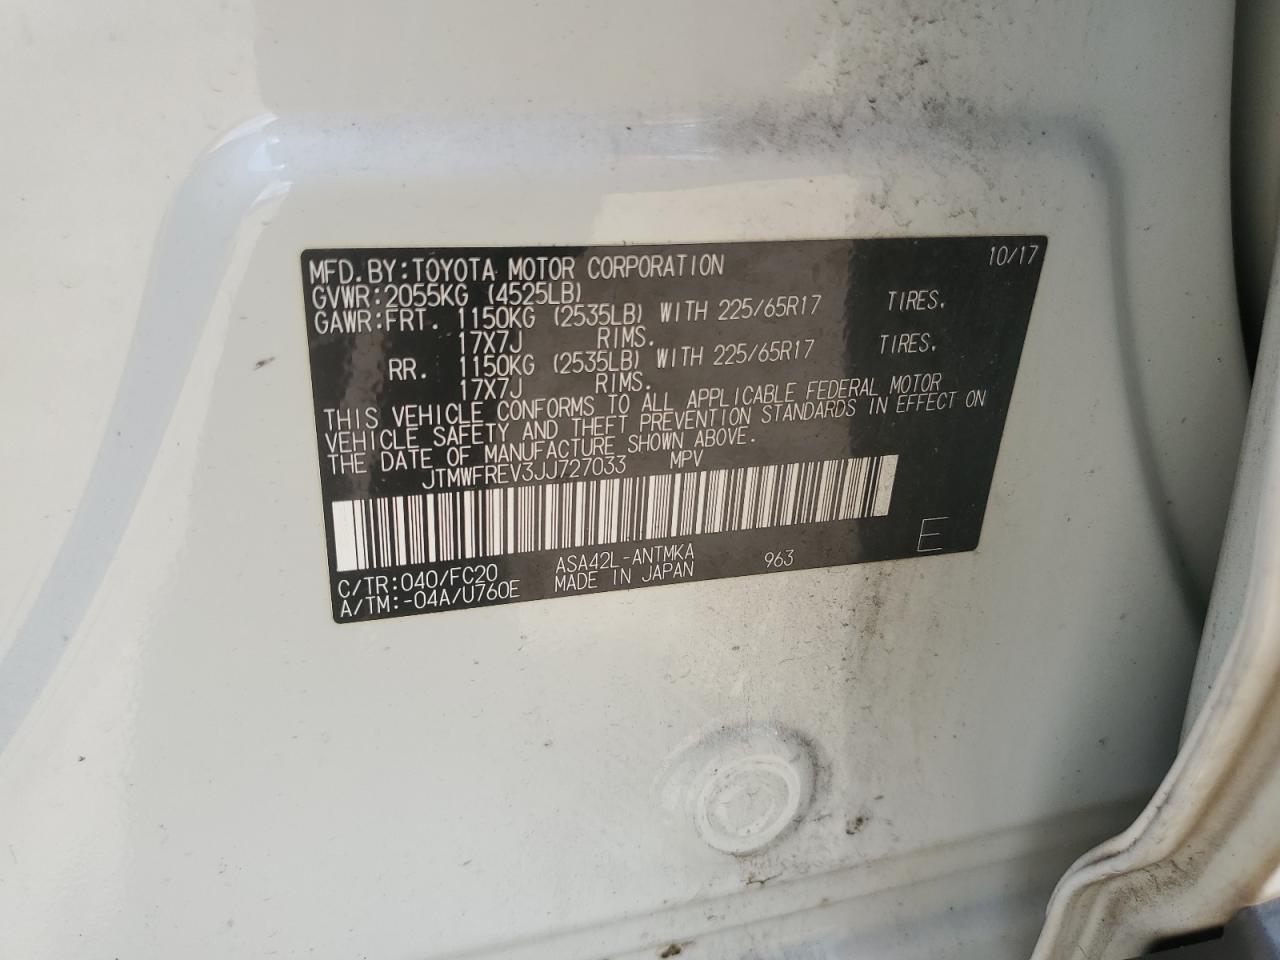 10/17
MFD.BY:TOYOTA MOTOR CORPORATION
GVWR:2055KG (4525LB)
GAWR:FRT. 1150KG (2535LB) WITH 225/65R17 TIRES.
17X7J RIMS.
RR. 1150KG (2535LB) WITH 225/65R17 TIRES.
17X7J RIMS.
THIS VEHICLE CONFORMS TO ALL APPLICABLE FEDERAL MOTOR
VEHICLE SAFETY AND THEFT PREVENTION STANDARDS IN EFFECT ON
THE DATE OF MANUFACTURE SHOWN ABOVE.
JTMWFREV3JJ727033 MPV
C/TR:040/FC20 ASA42L-ANTMKA 963 E
A/TM:-04A/U760E MADE IN JAPAN